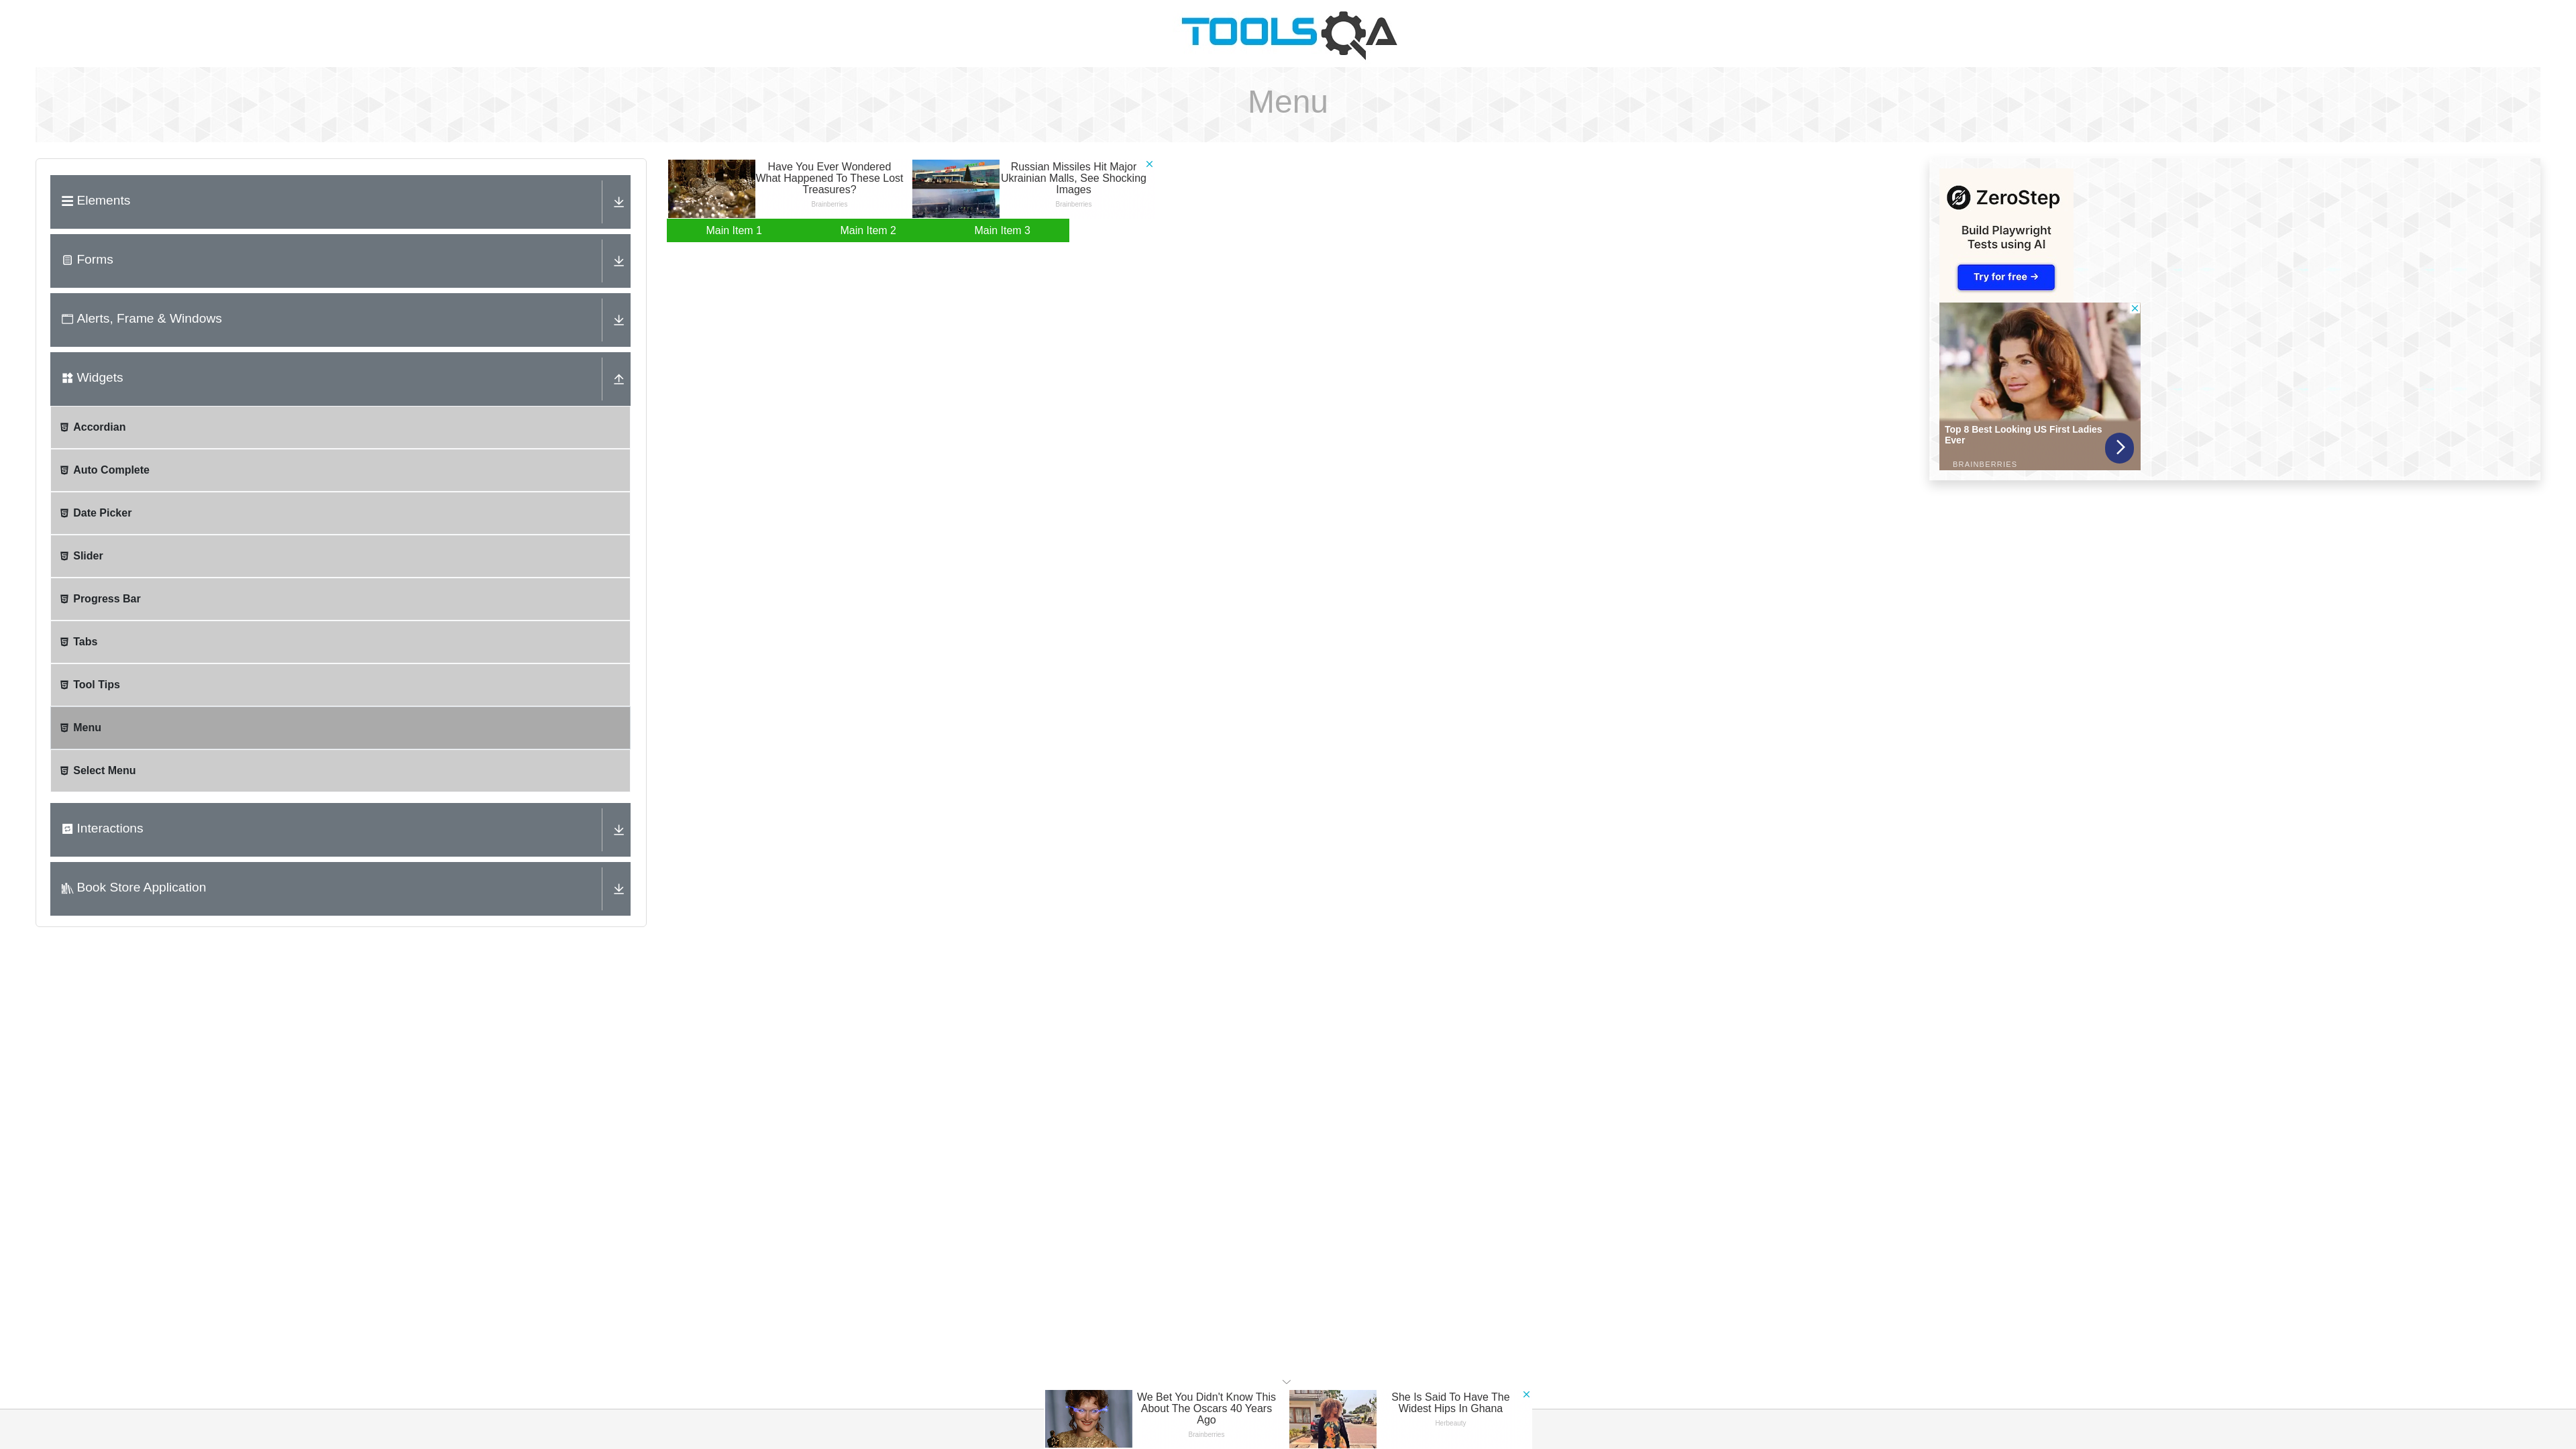 TOOLSQA
Menu
Elements
Forms
Alerts, Frame & Windows
Widgets
Accordian
Auto Complete
Date Picker
Slider
Progress Bar
Tabs
Tool Tips
Menu
Select Menu
Interactions
Book Store Application
Have You Ever Wondered
What Happened To These Lost
Treasures?
Brainberries
Russian Missiles Hit Major
Ukrainian Malls, See Shocking
Images
Brainberries
Main Item 1
Main Item 2
Main Item 3
ZeroStep
Build Playwright
Tests using AI
Try for free →
Top 8 Best Looking US First Ladies
Ever
BRAINBERRIES
We Bet You Didn't Know This
About The Oscars 40 Years
Ago
Brainberries
She Is Said To Have The
Widest Hips In Ghana
Herbeauty